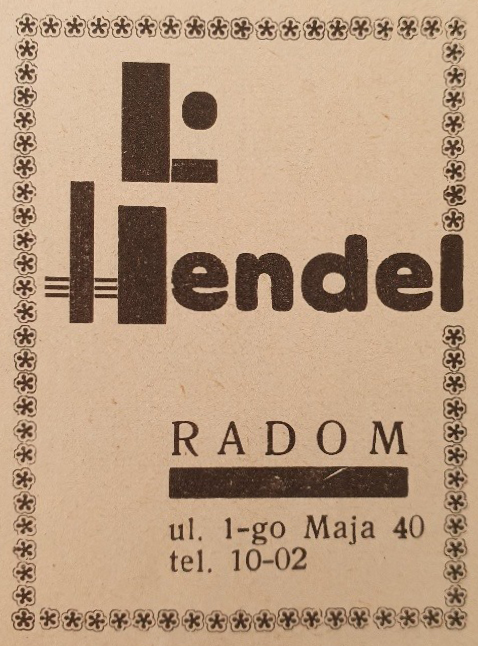 L.
Hendel
RADOM
ul. 1-go Maja 40
tel. 10-02